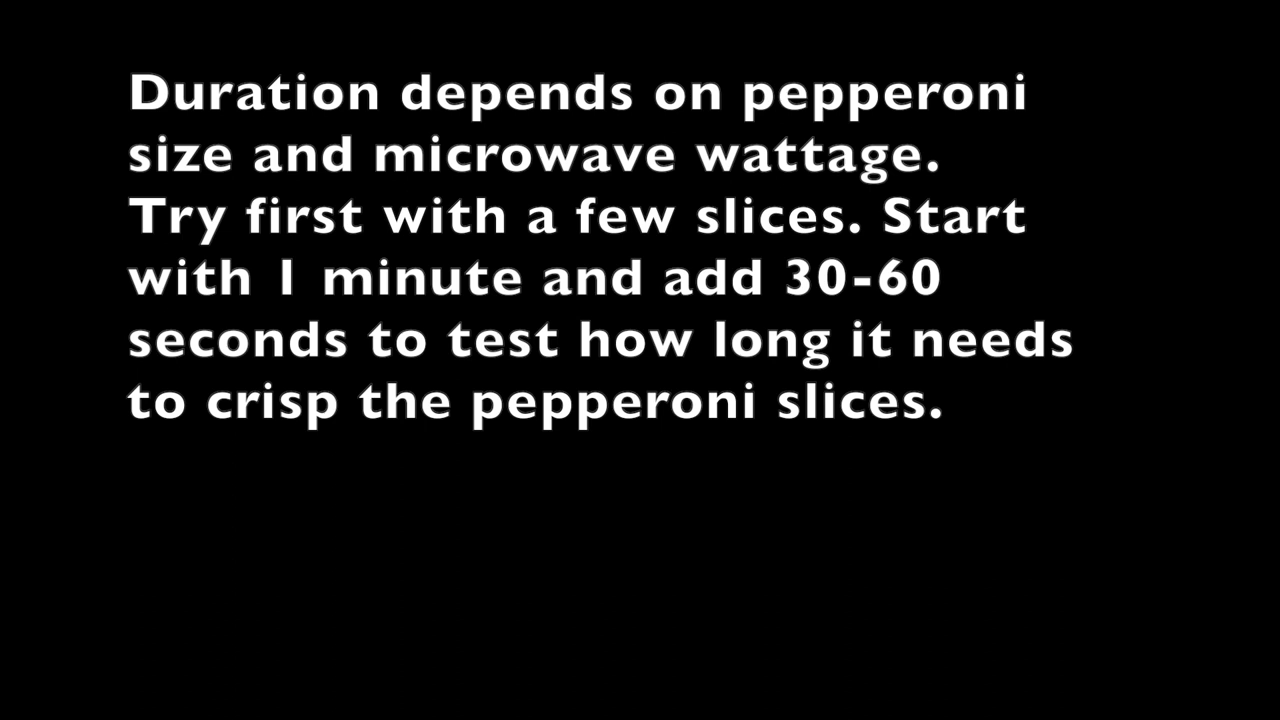 Duration depends on pepperoni
size and microwave wattage.
Try first with a few slices. Start
with 1 minute and add 30-60
seconds to test how long it needs
to crisp the pepperoni slices.